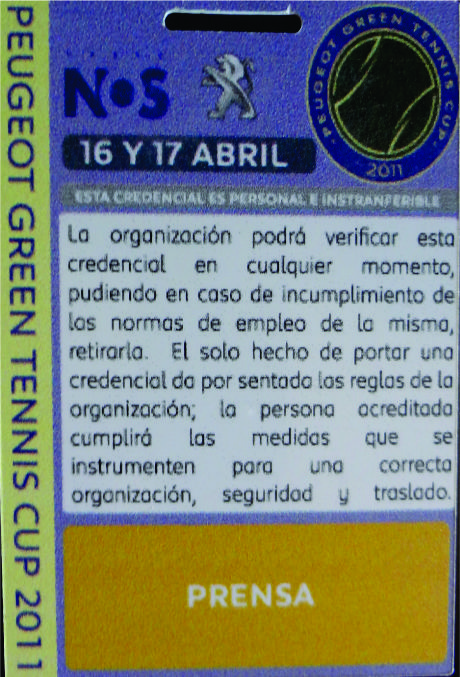 PEUGEOT GREEN TENNIS CUP 2011
NOS
PEUGEOT GREEN TENNIS CUP
2011
16 Y 17 ABRIL
ESTA CREDENCIAL ES PERSONAL E INSTRANFERIBLE
La organización podrá verificar esta
credencial en cualquier momento,
pudiendo en caso de incumplimiento de
las normas de empleo de la misma,
retirarla. El solo hecho de portar una
credencial da por sentado las reglas de la
organización; la persona acreditada
cumplirá las medidas que se
instrumenten para una correcta
organización, seguridad y traslado.
PRENSA